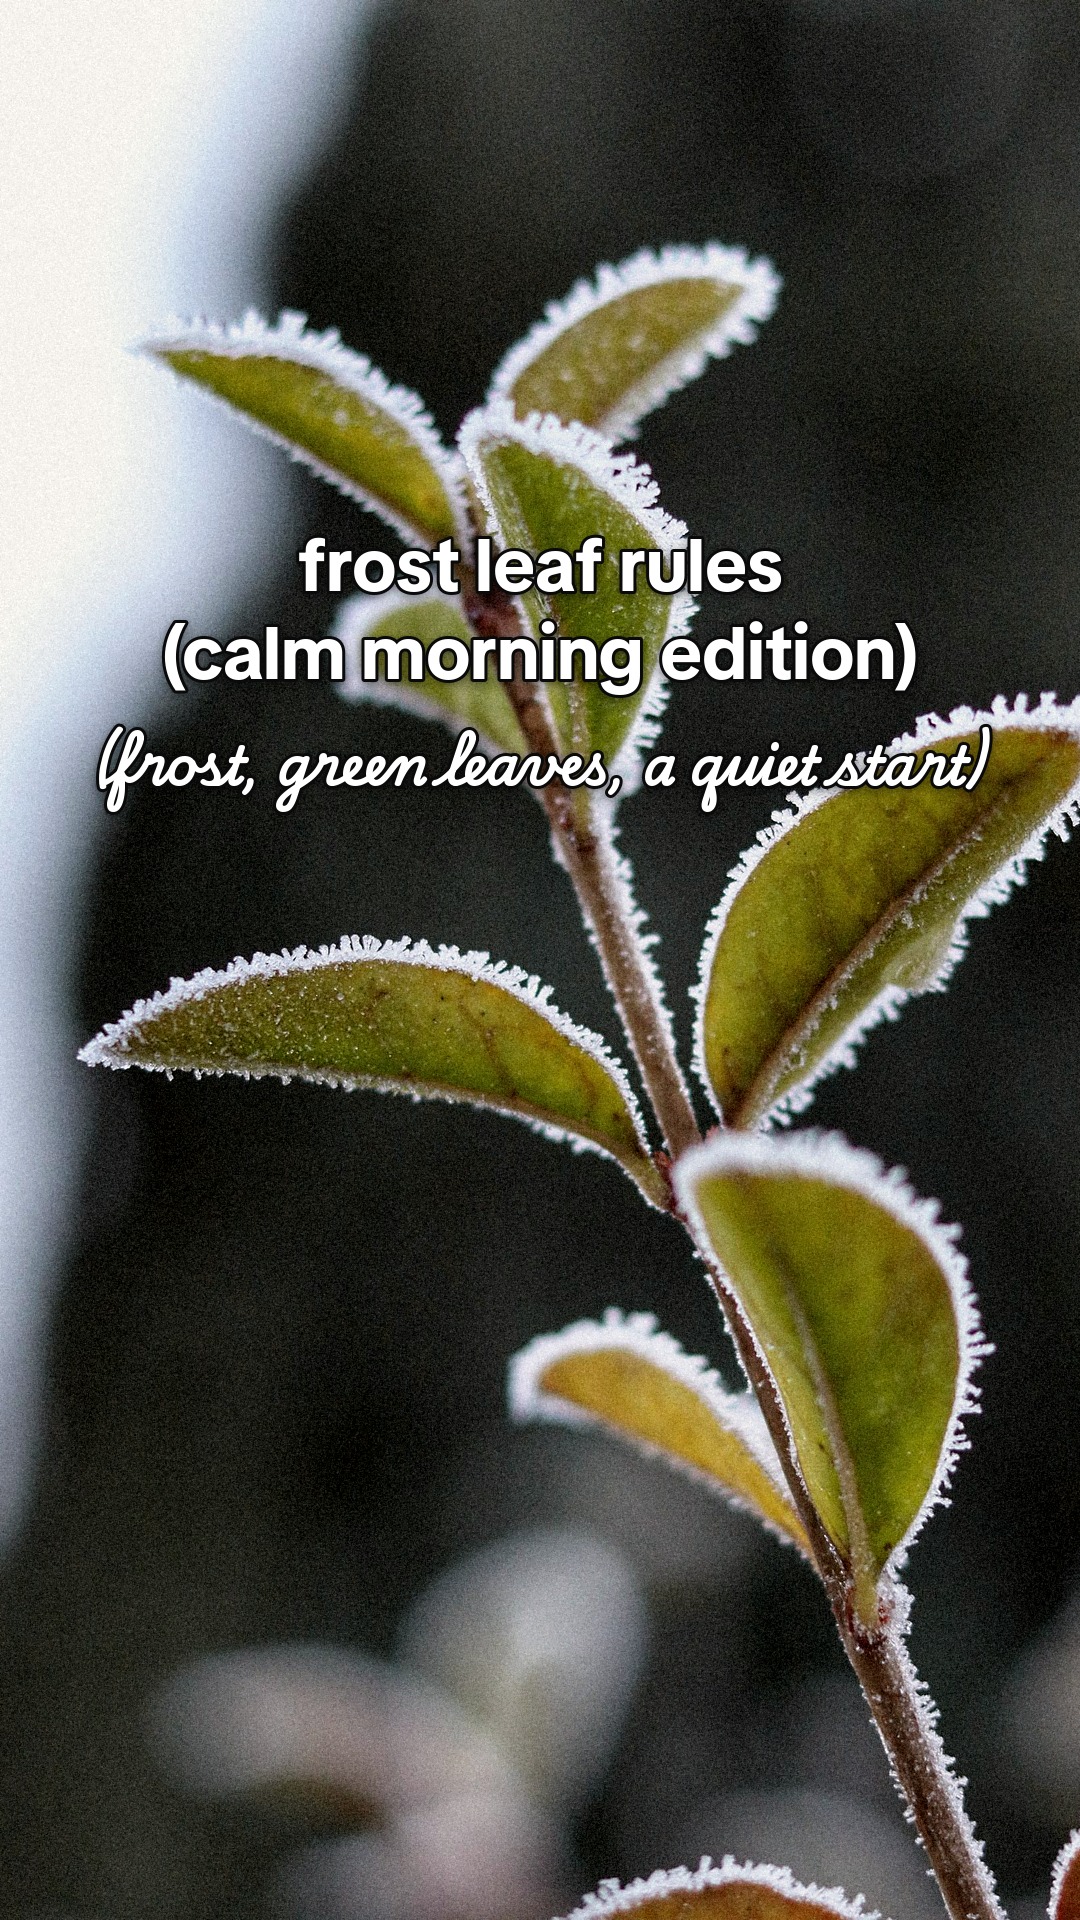 frost leaf rules
(calm morning edition)
(frost, green leaves, a quiet start)